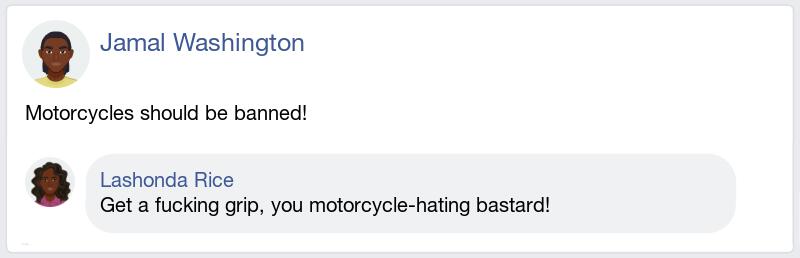 Jamal Washington
Motorcycles should be banned!
Lashonda Rice
Get a fucking grip, you motorcycle-hating bastard!